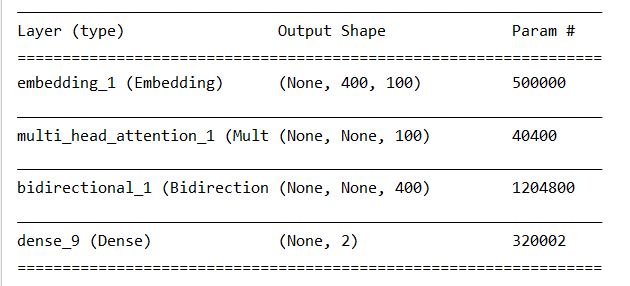 Layer (type) Output Shape Param #
=================================================================
embedding_1 (Embedding) (None, 400, 100) 500000
multi_head_attention_1 (Mult (None, None, 100) 40400
bidirectional_1 (Bidirection (None, None, 400) 1204800
dense_9 (Dense) (None, 2) 320002
=================================================================